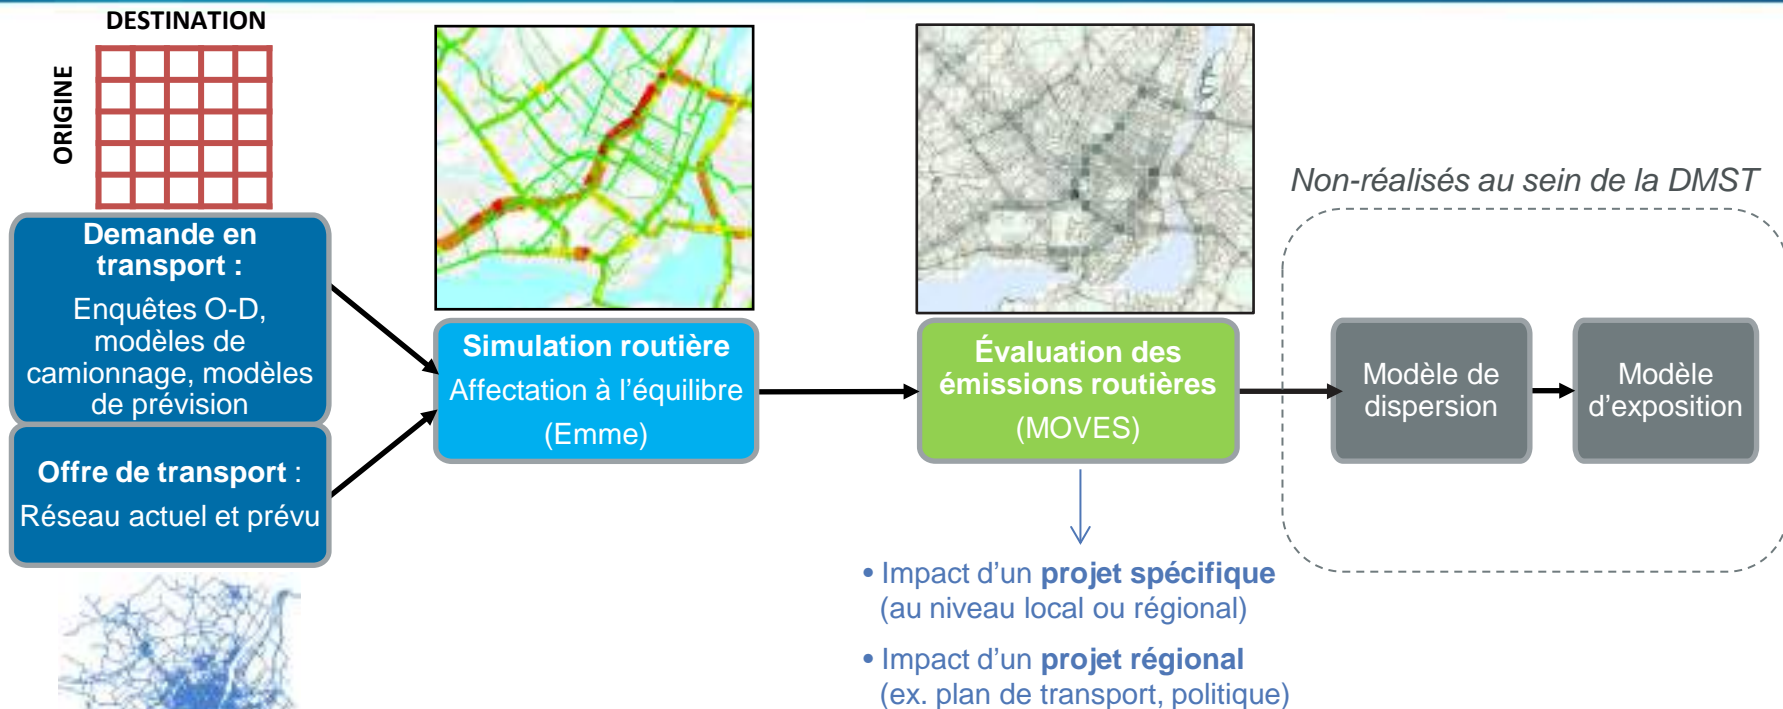 DESTINATION
ORIGINE
Demande en
transport :
Enquêtes O-D,
modèles de
camionnage, modèles
de prévision
Offre de transport :
Réseau actuel et prévu
Simulation routière
Affectation à l’équilibre
(Emme)
Évaluation des
émissions routières
(MOVES)
• Impact d’un projet spécifique
(au niveau local ou régional)
• Impact d’un projet régional
(ex. plan de transport, politique)
Non-réalisés au sein de la DMST
Modèle de
dispersion
Modèle
d’exposition